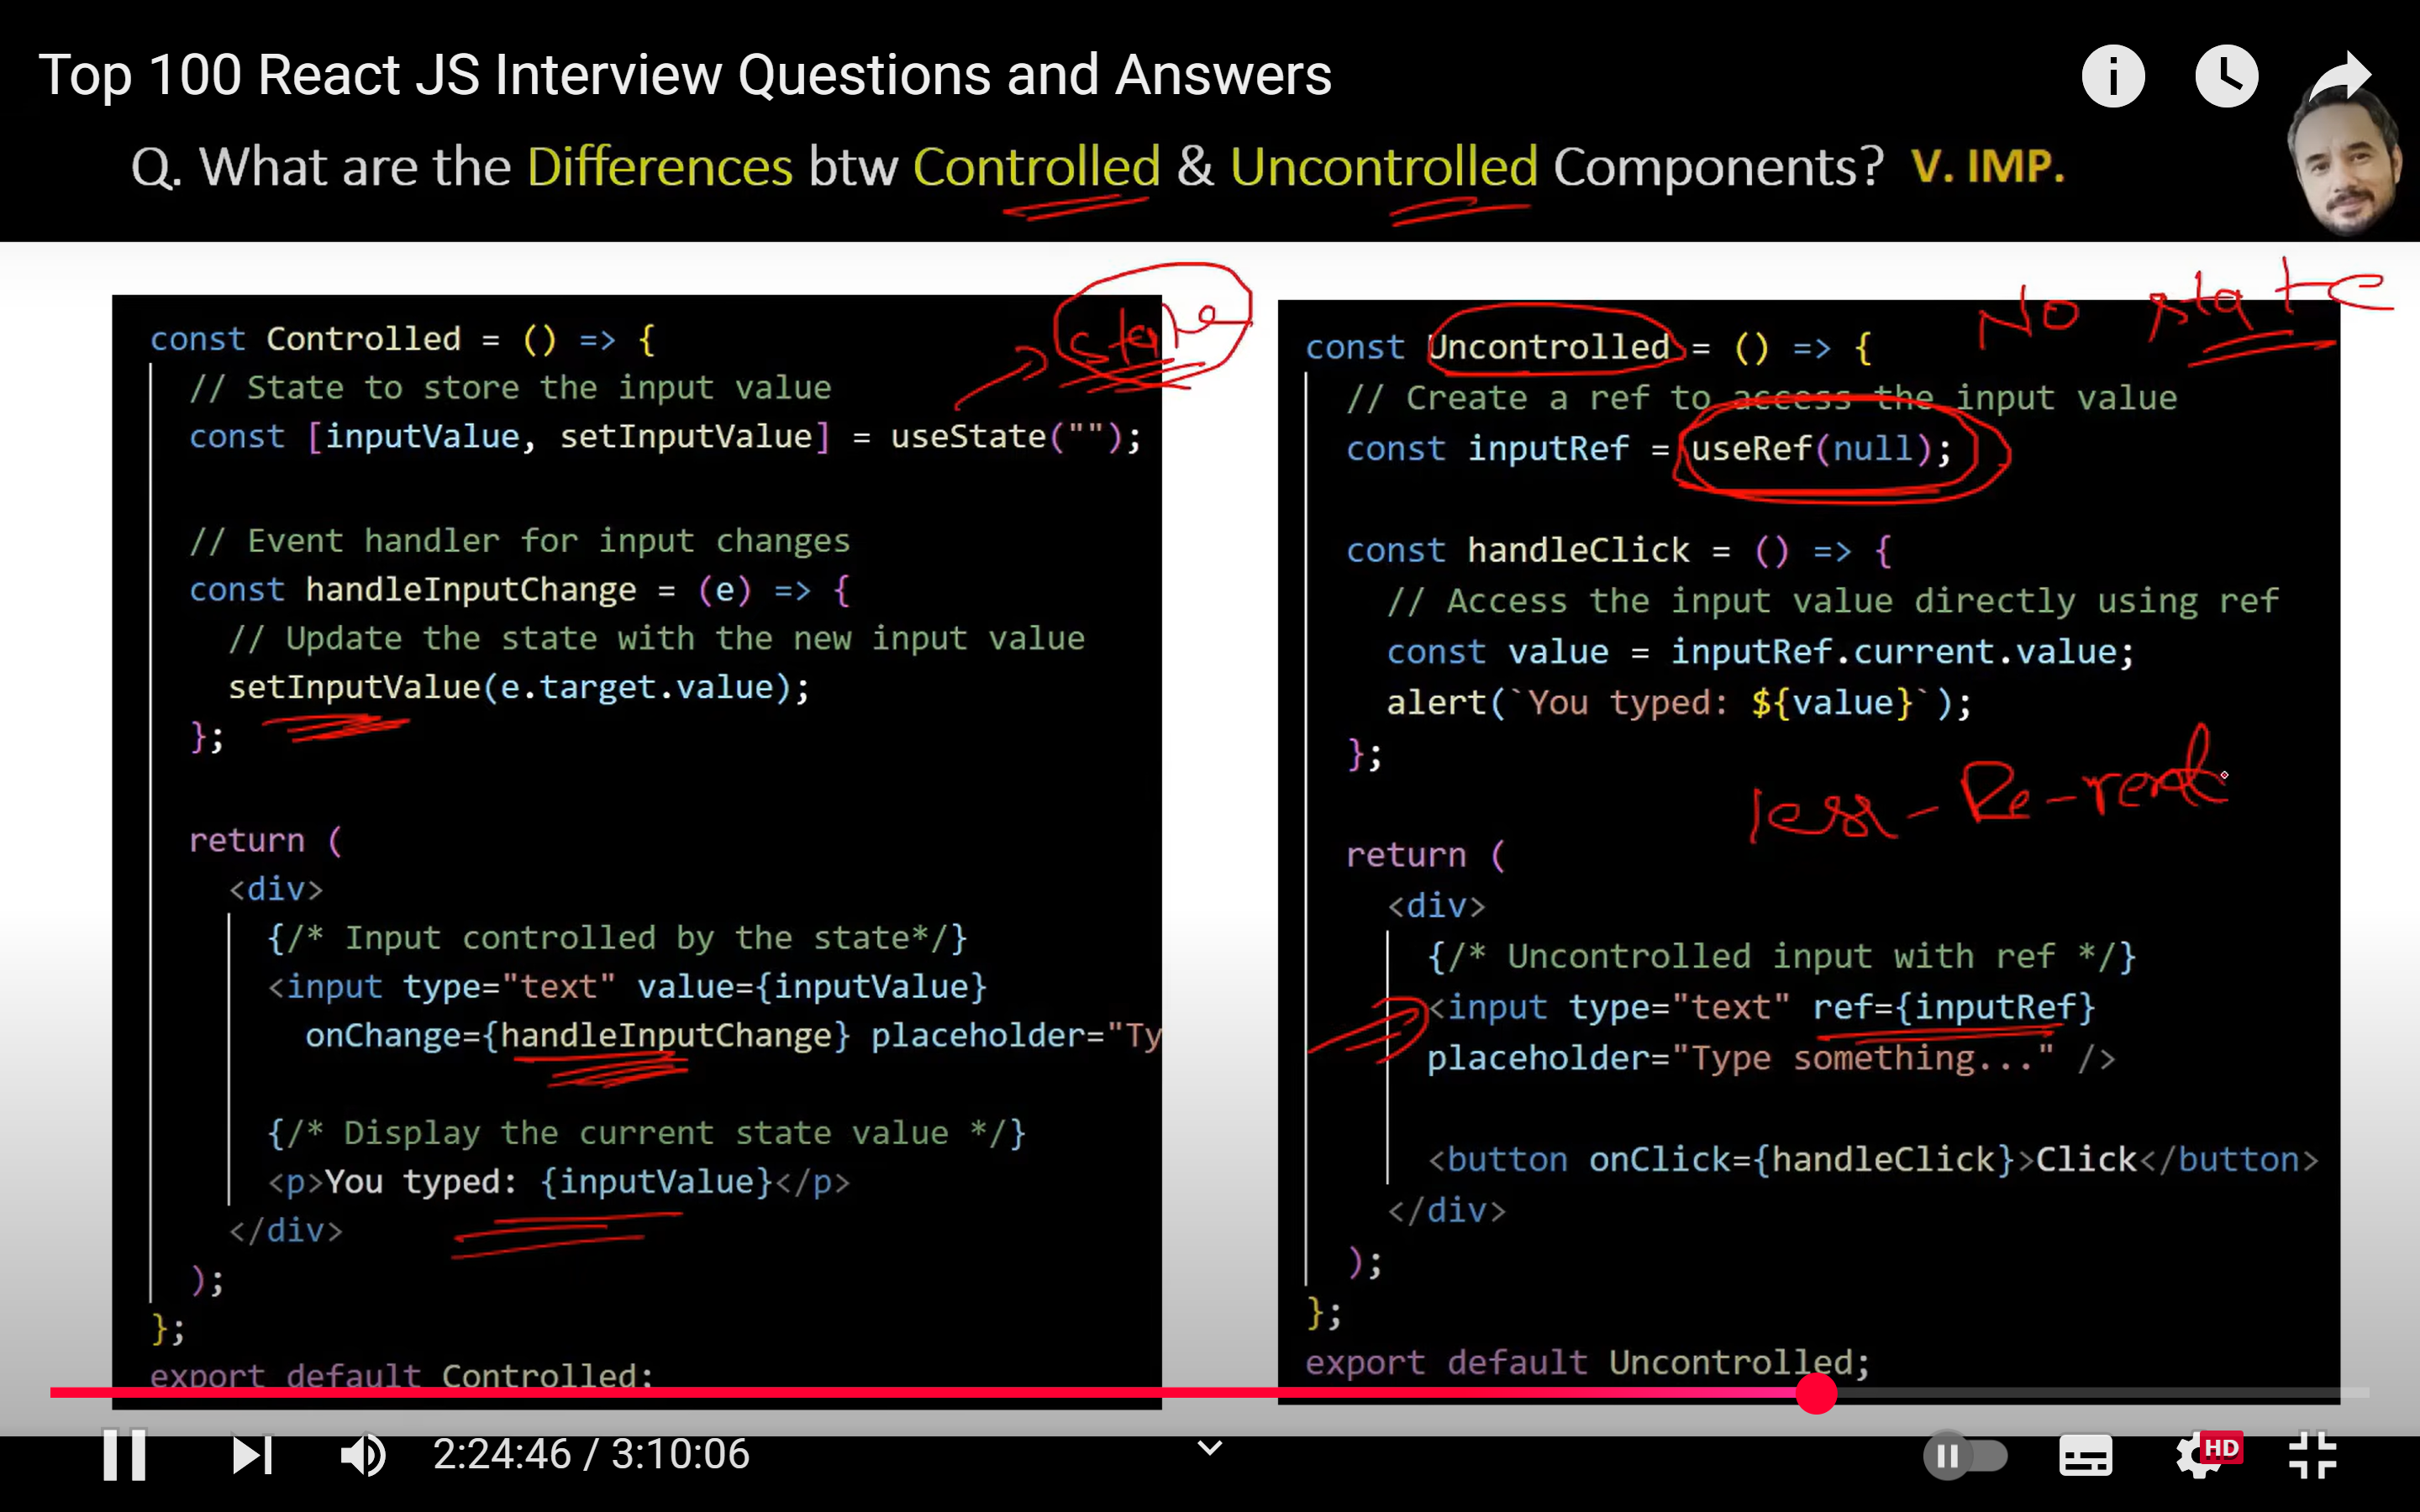 Top 100 React JS Interview Questions and Answers
Q. What are the Differences btw Controlled & Uncontrolled Components? V. IMP.
state
const Controlled = () => {
// State to store the input value
const [inputValue, setInputValue] = useState("");
// Event handler for input changes
const handleInputChange = (e) => {
// Update the state with the new input value
setInputValue(e.target.value);
};
return (
<div>
{/* Input controlled by the state*/}
<input type="text" value={inputValue}
onChange={handleInputChange} placeholder="Ty
{/* Display the current state value */}
<p>You typed: {inputValue}</p>
</div>
);
};
export default Controlled;
No state
const Uncontrolled = () => {
// Create a ref to access the input value
const inputRef = useRef(null);
const handleClick = () => {
// Access the input value directly using ref
const value = inputRef.current.value;
alert(`You typed: ${value}`);
};
less - Re-rend
return (
<div>
{/* Uncontrolled input with ref */}
<input type="text" ref={inputRef}
placeholder="Type something..." />
<button onClick={handleClick}>Click</button>
</div>
);
};
export default Uncontrolled;
2:24:46 / 3:10:06
HD